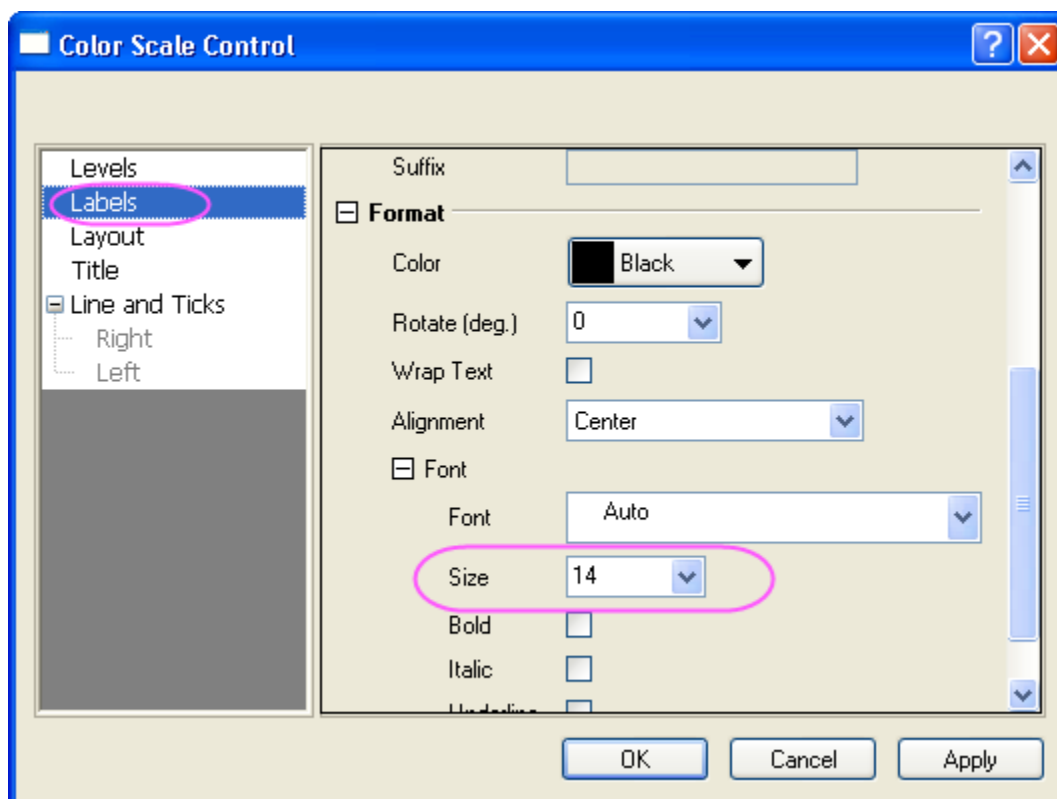 Color Scale Control
Levels
Labels
Layout
Title
Line and Ticks
Right
Left
Suffix
Format
Color Black
Rotate (deg.) 0
Wrap Text
Alignment Center
Font
Font Auto
Size 14
Bold
Italic
Underline
OK Cancel Apply